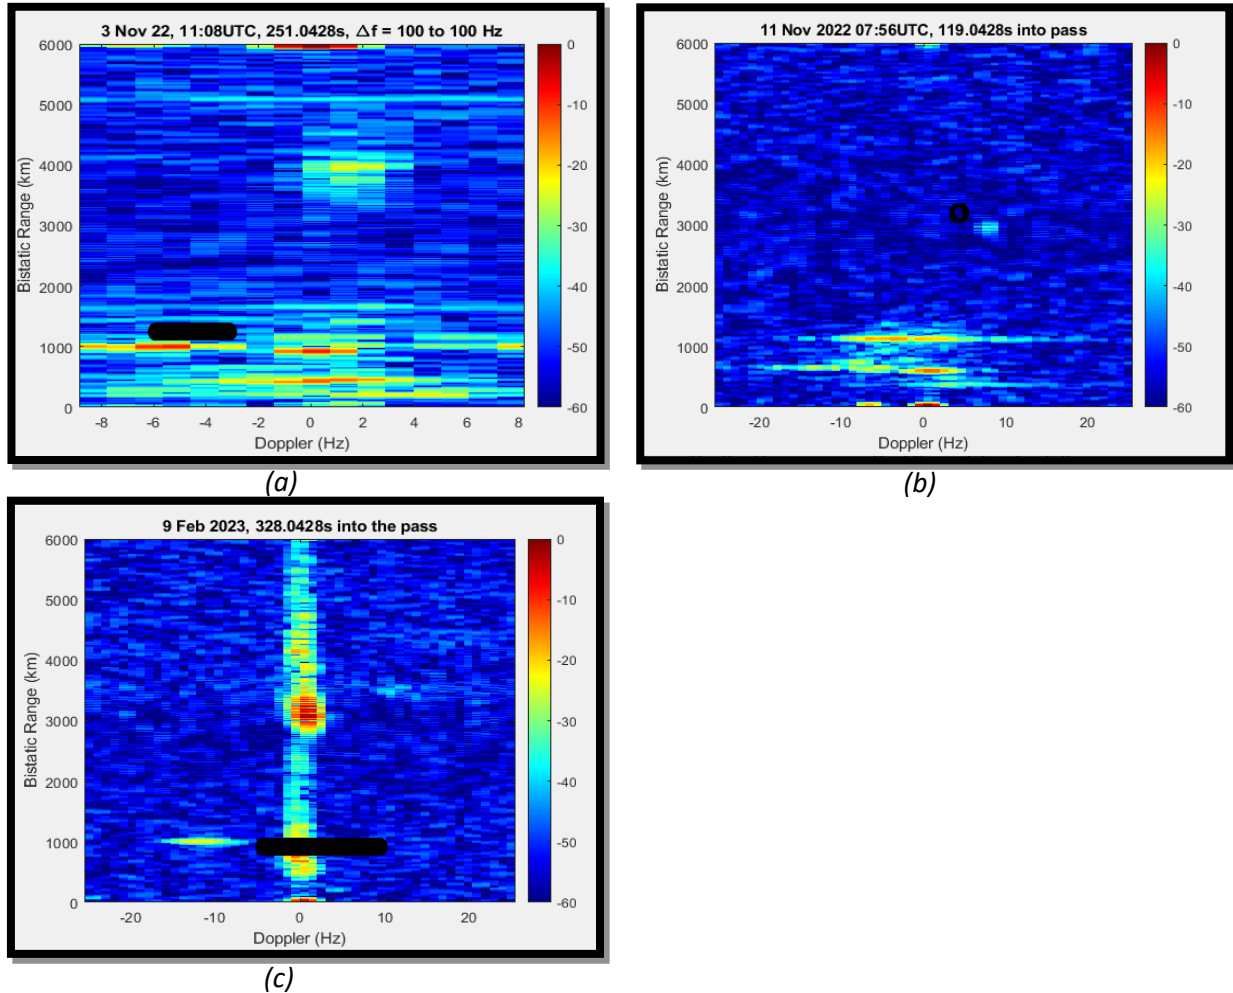 3 Nov 22, 11:08UTC, 251.0428s, Δf = 100 to 100 Hz
6000
5000
4000
3000
2000
1000
0
Bistatic Range (km)
-8 -6 -4 -2 0 2 4 6 8
Doppler (Hz)
0
-10
-20
-30
-40
-50
-60
(a)
11 Nov 2022 07:56UTC, 119.0428s into pass
6000
5000
4000
3000
2000
1000
0
Bistatic Range (km)
-20 -10 0 10 20
Doppler (Hz)
0
-10
-20
-30
-40
-50
-60
(b)
9 Feb 2023, 328.0428s into the pass
6000
5000
4000
3000
2000
1000
0
Bistatic Range (km)
-20 -10 0 10 20
Doppler (Hz)
0
-10
-20
-30
-40
-50
-60
(c)